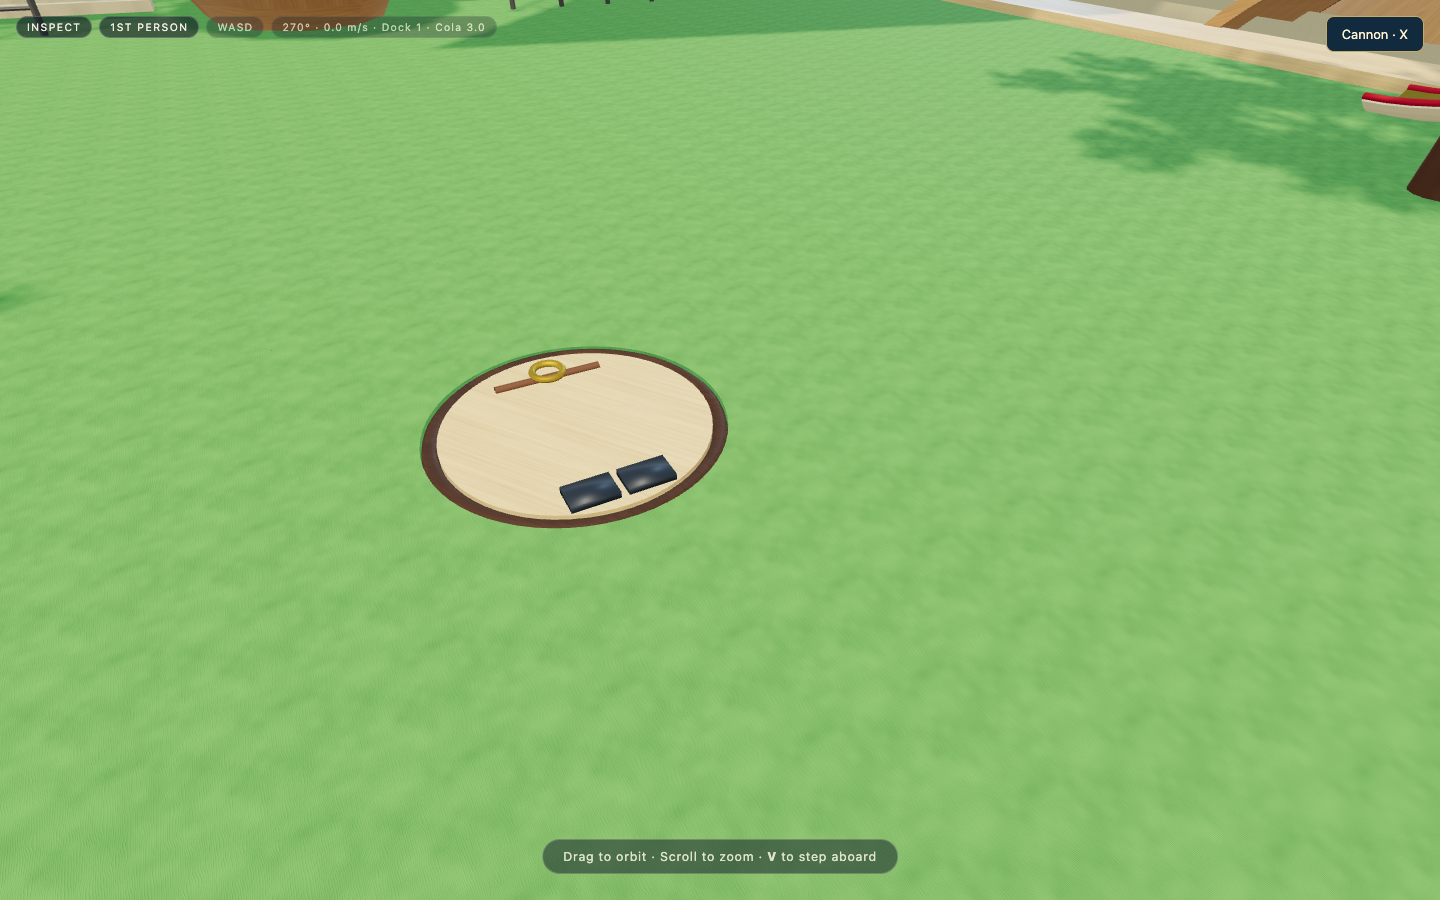 INSPECT
1ST PERSON
WASD
270° · 0.0 m/s · Dock 1 · Cola 3.0
Cannon · X
Drag to orbit · Scroll to zoom · V to step aboard